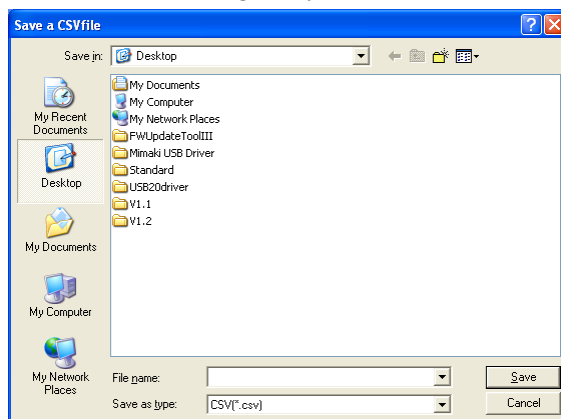 Save a CSVfile
Save in:
Desktop
My Recent
Documents
Desktop
My Documents
My Computer
My Network
Places
My Documents
My Computer
My Network Places
FWUpdateToolIII
Mimaki USB Driver
Standard
USB20driver
V1.1
V1.2
File name:
Save
Save as type:
CSV(*.csv)
Cancel